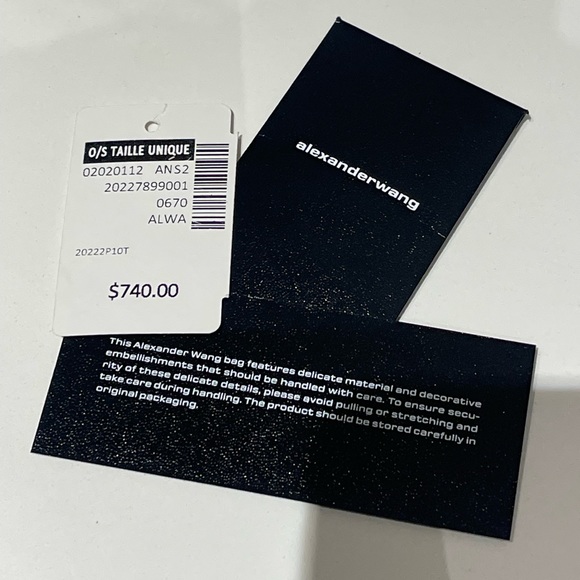 O/S TAILLE UNIQUE
02020112 ANS2
20227899001
0670
ALWA
20222P10T
$740.00
alexanderwang
This Alexander Wang bag features delicate material and decorative
embellishments that should be handled with care. To ensure secu-
rity of these delicate details, please avoid pulling or stretching and
take care during handling. The product should be stored carefully in
original packaging.